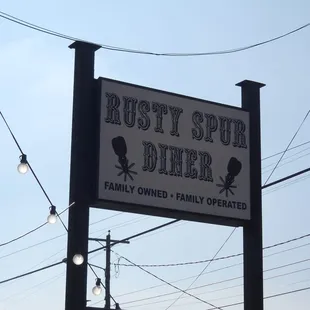 RUSTY SPUR
DINER
FAMILY OWNED • FAMILY OPERATED